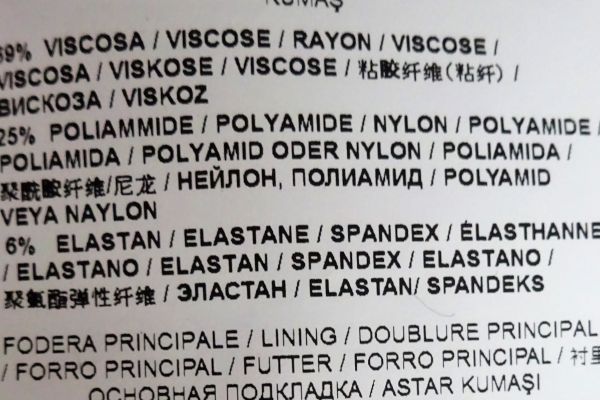 KUMAŞ
69% VISCOSA / VISCOSE / RAYON / VISCOSE /
VISCOSA / VISKOSE / VISCOSE / 粘胶纤维(粘纤) /
ВИСКОЗА / VISKOZ
25% POLIAMMIDE / POLYAMIDE / NYLON / POLYAMIDE /
POLIAMIDA / POLYAMID ODER NYLON / POLIAMIDA /
聚酰胺纤维/尼龙 / НЕЙЛОН, ПОЛИАМИД / POLYAMID
VEYA NAYLON
6% ELASTAN / ELASTANE / SPANDEX / ÉLASTHANNE
/ ELASTANO / ELASTAN / SPANDEX / ELASTANO /
聚氨酯弹性纤维 / ЭЛАСТАН / ELASTAN/ SPANDEKS
FODERA PRINCIPALE / LINING / DOUBLURE PRINCIPAL
/ FORRO PRINCIPAL / FUTTER / FORRO PRINCIPAL / 衬里
ОСНОВНАЯ ПОДКЛАДКА / ASTAR KUMAŞI